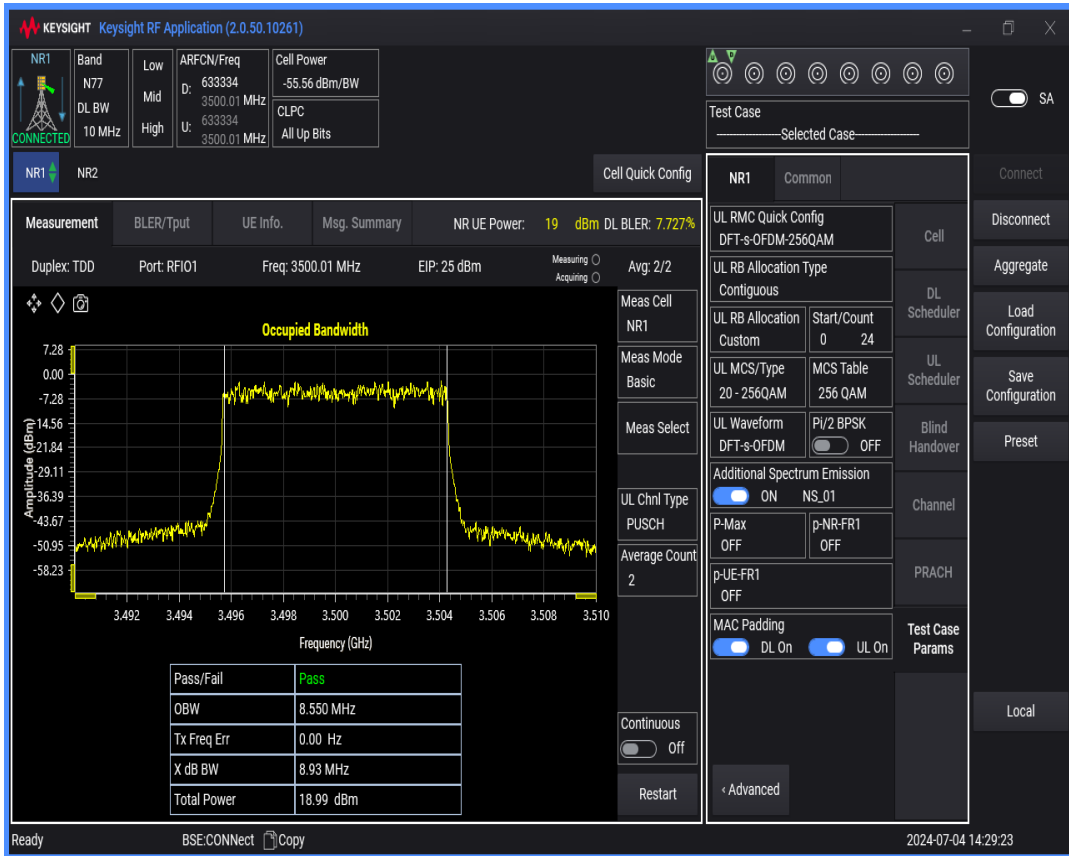 KEYSIGHT Keysight RF Application (2.0.50.10261)
NR1
CONNECTED
Band
N77
DL BW
10 MHz
Low
Mid
High
ARFCN/Freq
D: 633334
3500.01 MHz
U: 633334
3500.01 MHz
Cell Power
-55.56 dBm/BW
CLPC
All Up Bits
Test Case
--------------------Selected Case--------------------
SA
NR1
NR2
Cell Quick Config
Measurement
BLER/Tput
UE Info.
Msg. Summary
NR UE Power: 19 dBm DL BLER: 7.727%
Duplex: TDD
Port: RFIO1
Freq: 3500.01 MHz
EIP: 25 dBm
Measuring
Acquiring
Avg: 2/2
Occupied Bandwidth
Amplitude (dBm)
7.28
0.00
-7.28
-14.56
-21.84
-29.11
-36.39
-43.67
-50.95
-58.23
3.492 3.494 3.496 3.498 3.500 3.502 3.504 3.506 3.508 3.510
Frequency (GHz)
Pass/Fail Pass
OBW 8.550 MHz
Tx Freq Err 0.00 Hz
X dB BW 8.93 MHz
Total Power 18.99 dBm
Meas Cell
NR1
Meas Mode
Basic
Meas Select
UL Chnl Type
PUSCH
Average Count
2
Continuous
Off
Restart
NR1
Common
UL RMC Quick Config
DFT-s-OFDM-256QAM
UL RB Allocation Type
Contiguous
UL RB Allocation
Custom
Start/Count
0 24
UL MCS/Type
20 - 256QAM
MCS Table
256 QAM
UL Waveform
DFT-s-OFDM
Pi/2 BPSK
OFF
Additional Spectrum Emission
ON NS_01
P-Max
OFF
p-NR-FR1
OFF
p-UE-FR1
OFF
MAC Padding
DL On UL On
‹ Advanced
Cell
DL
Scheduler
UL
Scheduler
Blind
Handover
Channel
PRACH
Test Case
Params
Connect
Disconnect
Aggregate
Load
Configuration
Save
Configuration
Preset
Local
Ready
BSE:CONNect
Copy
2024-07-04 14:29:23